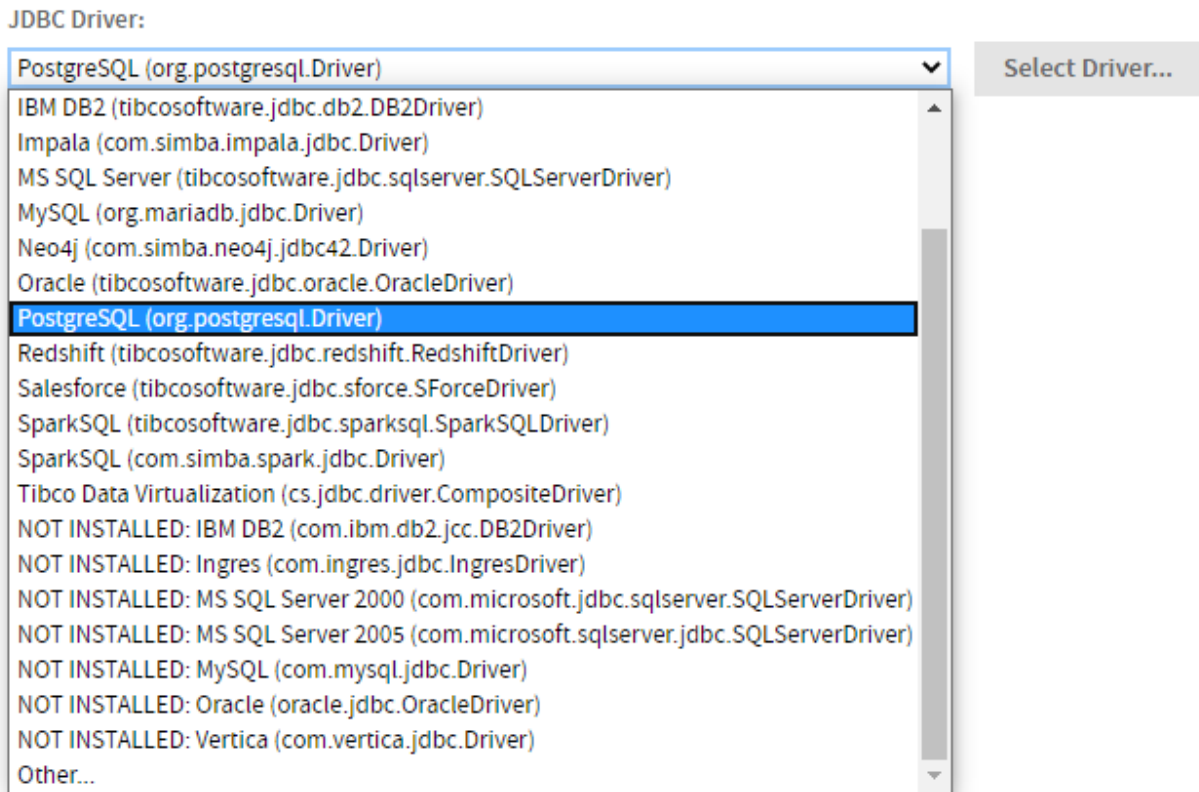 JDBC Driver:
PostgreSQL (org.postgresql.Driver)
Select Driver...
IBM DB2 (tibcosoftware.jdbc.db2.DB2Driver)
Impala (com.simba.impala.jdbc.Driver)
MS SQL Server (tibcosoftware.jdbc.sqlserver.SQLServerDriver)
MySQL (org.mariadb.jdbc.Driver)
Neo4j (com.simba.neo4j.jdbc42.Driver)
Oracle (tibcosoftware.jdbc.oracle.OracleDriver)
PostgreSQL (org.postgresql.Driver)
Redshift (tibcosoftware.jdbc.redshift.RedshiftDriver)
Salesforce (tibcosoftware.jdbc.sforce.SForceDriver)
SparkSQL (tibcosoftware.jdbc.sparksql.SparkSQLDriver)
SparkSQL (com.simba.spark.jdbc.Driver)
Tibco Data Virtualization (cs.jdbc.driver.CompositeDriver)
NOT INSTALLED: IBM DB2 (com.ibm.db2.jcc.DB2Driver)
NOT INSTALLED: Ingres (com.ingres.jdbc.IngresDriver)
NOT INSTALLED: MS SQL Server 2000 (com.microsoft.jdbc.sqlserver.SQLServerDriver)
NOT INSTALLED: MS SQL Server 2005 (com.microsoft.sqlserver.jdbc.SQLServerDriver)
NOT INSTALLED: MySQL (com.mysql.jdbc.Driver)
NOT INSTALLED: Oracle (oracle.jdbc.OracleDriver)
NOT INSTALLED: Vertica (com.vertica.jdbc.Driver)
Other...